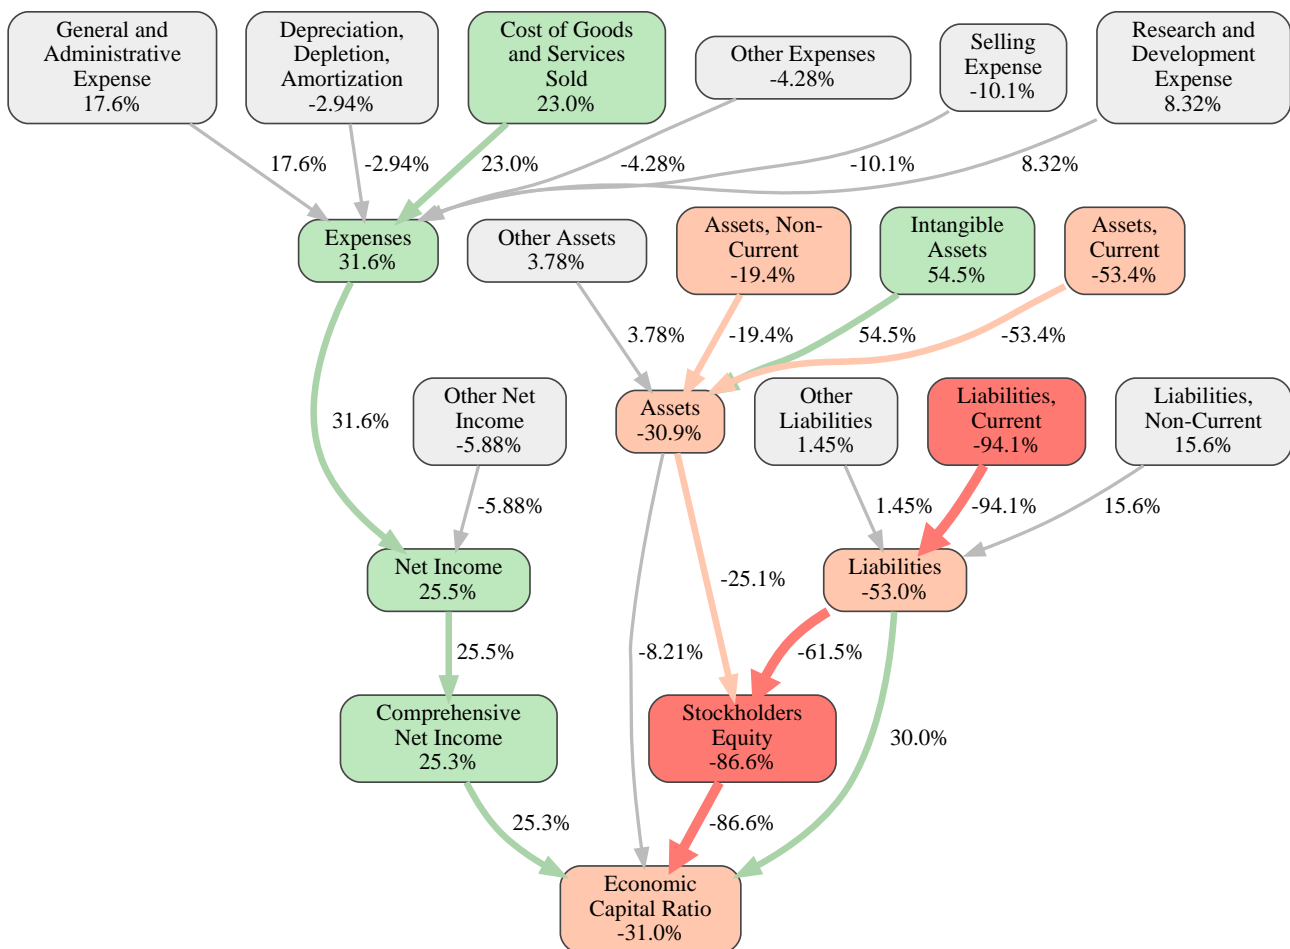 General and
Administrative
Expense
17.6%
Depreciation,
Depletion,
Amortization
-2.94%
Cost of Goods
and Services
Sold
23.0%
Other Expenses
-4.28%
Selling
Expense
-10.1%
Research and
Development
Expense
8.32%
17.6%
-2.94%
23.0%
-4.28%
-10.1%
8.32%
Expenses
31.6%
Other Assets
3.78%
Assets, Non-
Current
-19.4%
Intangible
Assets
54.5%
Assets,
Current
-53.4%
3.78%
-19.4%
54.5%
-53.4%
31.6%
Other Net
Income
-5.88%
Assets
-30.9%
Other
Liabilities
1.45%
Liabilities,
Current
-94.1%
Liabilities,
Non-Current
15.6%
-5.88%
1.45%
-94.1%
15.6%
Net Income
25.5%
-25.1%
Liabilities
-53.0%
25.5%
-8.21%
-61.5%
Comprehensive
Net Income
25.3%
Stockholders
Equity
-86.6%
30.0%
25.3%
-86.6%
Economic
Capital Ratio
-31.0%